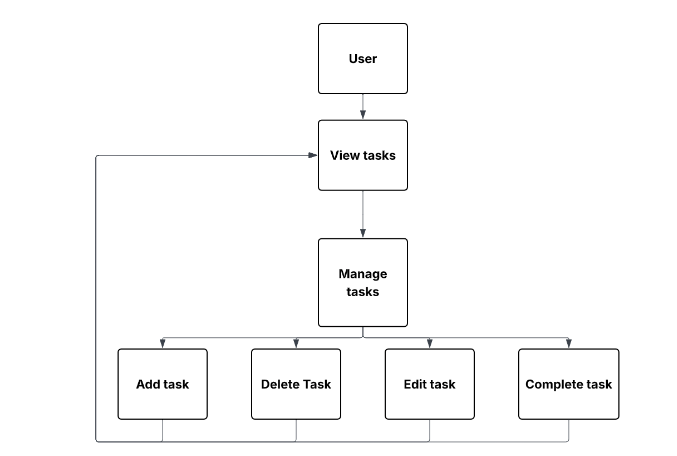 User
View tasks
Manage
tasks
Add task
Delete Task
Edit task
Complete task